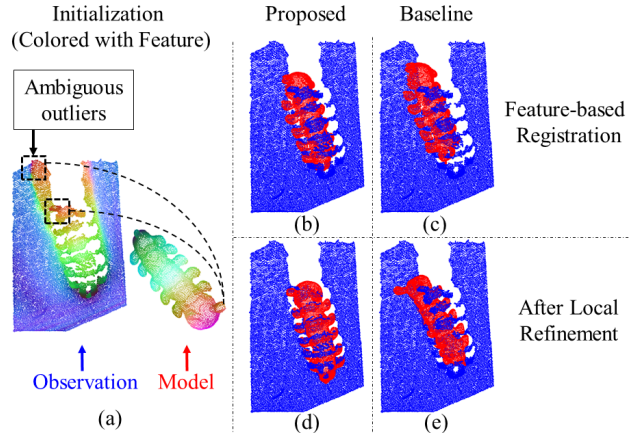 Initialization
(Colored with Feature)
Proposed
Baseline
Ambiguous
outliers
Feature-based
Registration
(b)
(c)
After Local
Refinement
Observation
Model
(a)
(d)
(e)